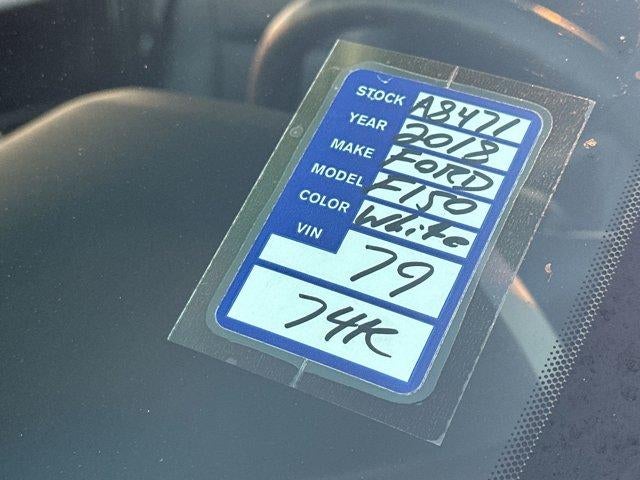 STOCK A8471
YEAR 2018
MAKE FORD
MODEL F150
COLOR White
VIN 79
74K